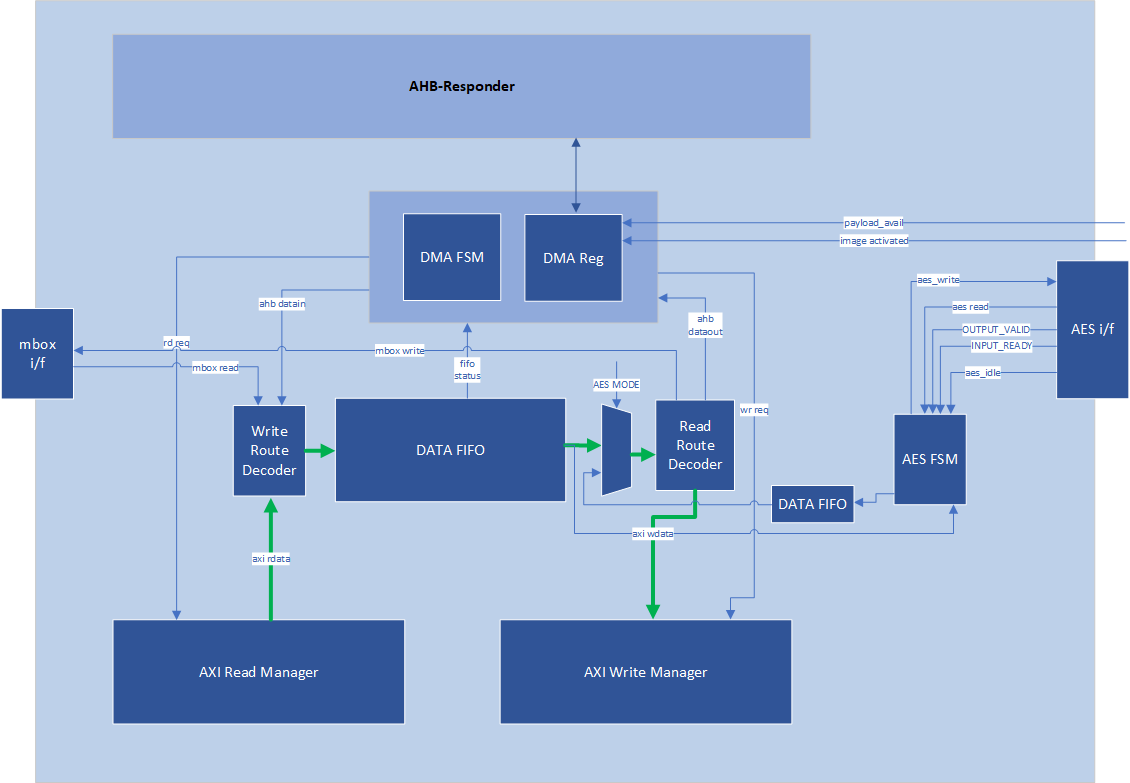 AHB-Responder
DMA FSM
DMA Reg
payload_avail
image activated
aes_write
aes read
OUTPUT_VALID
INPUT_READY
aes_idle
AES i/f
ahb datain
ahb
dataout
mbox
i/f
rd req
mbox write
mbox read
fifo
status
AES MODE
wr req
Write
Route
Decoder
DATA FIFO
Read
Route
Decoder
AES FSM
DATA FIFO
axi wdata
axi rdata
AXI Read Manager
AXI Write Manager